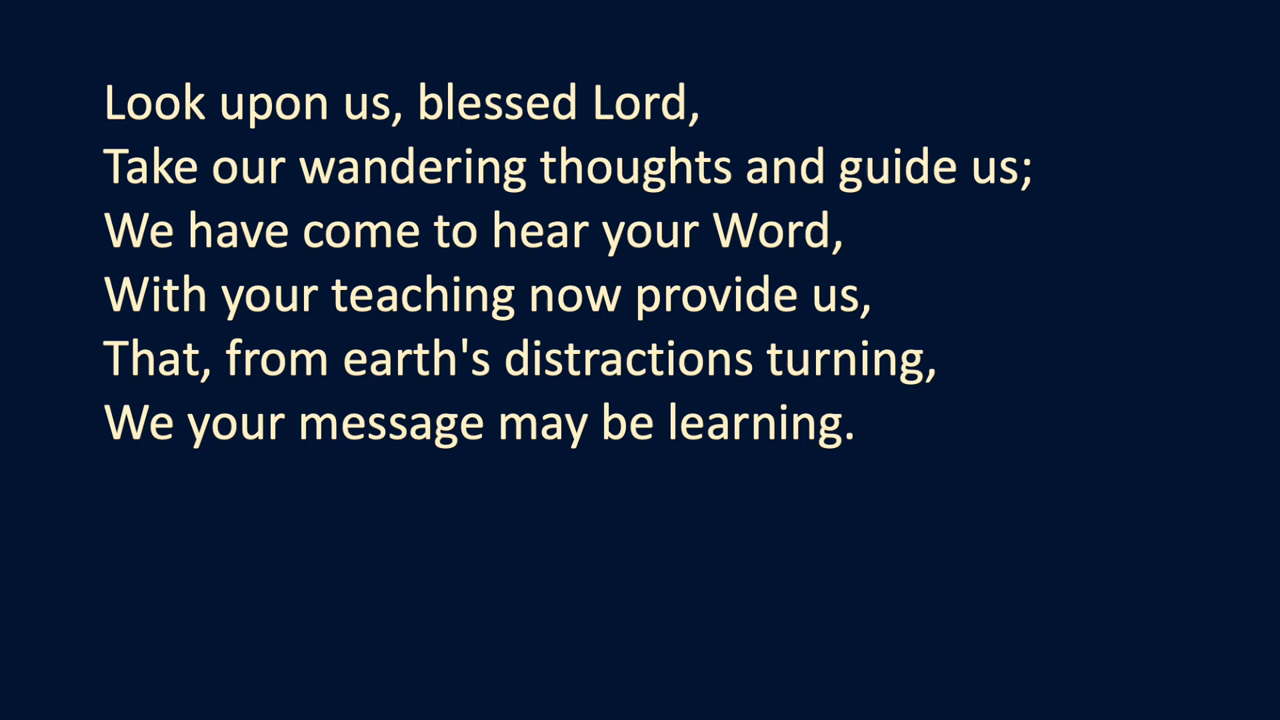 Look upon us, blessed Lord,
Take our wandering thoughts and guide us;
We have come to hear your Word,
With your teaching now provide us,
That, from earth's distractions turning,
We your message may be learning.